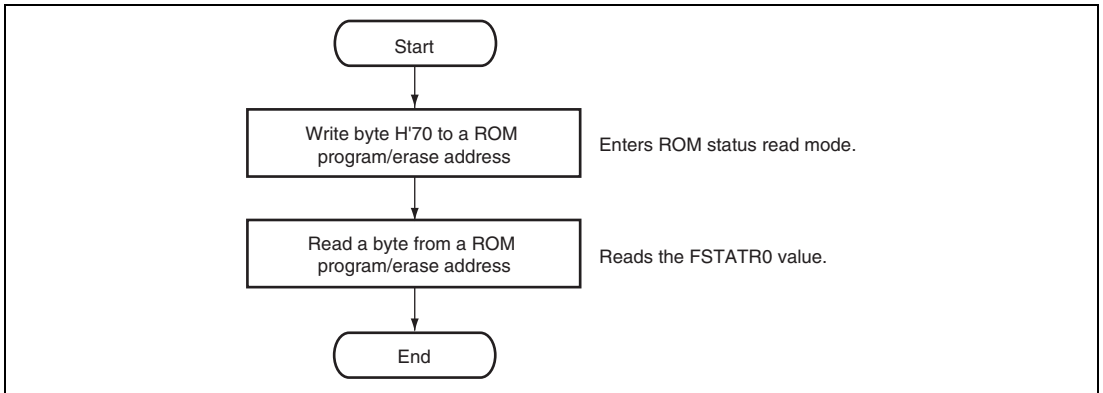 Start
Write byte H'70 to a ROM
program/erase address
Enters ROM status read mode.
Read a byte from a ROM
program/erase address
Reads the FSTATR0 value.
End